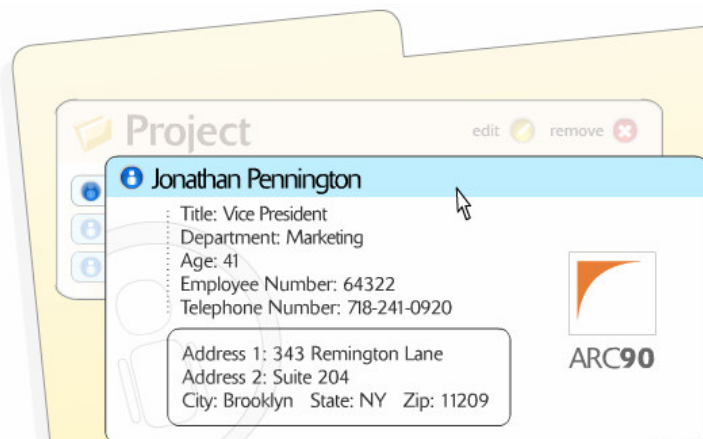 Project
edit remove
Jonathan Pennington
Title: Vice President
Department: Marketing
Age: 41
Employee Number: 64322
Telephone Number: 718-241-0920
Address 1: 343 Remington Lane
Address 2: Suite 204
City: Brooklyn State: NY Zip: 11209
ARC90